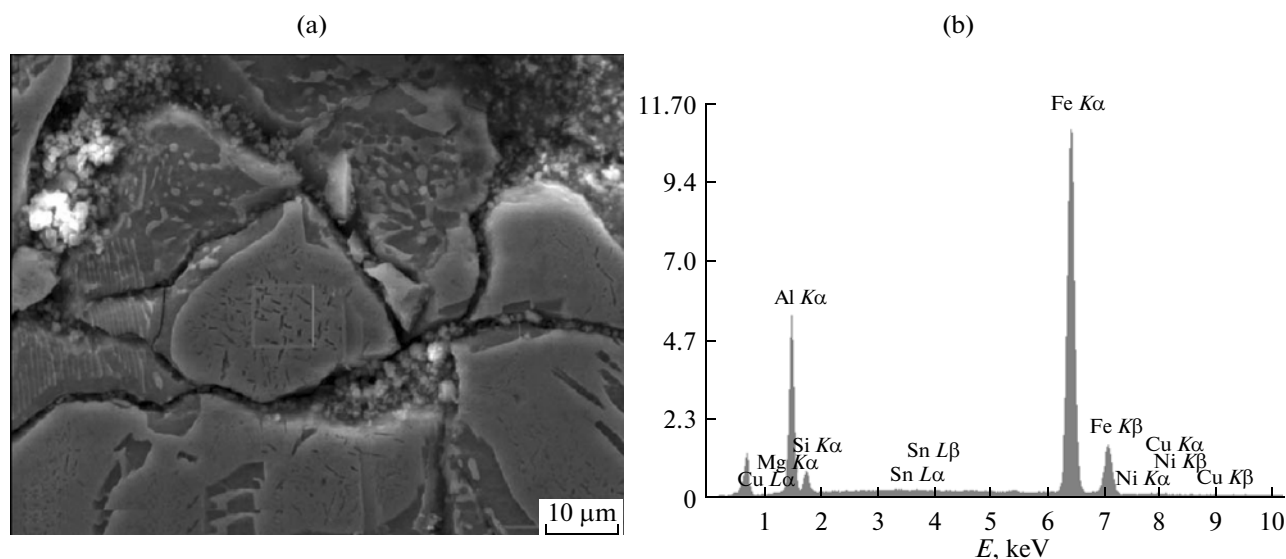 (a)
(b)
10 μm
11.70
9.4
7.0
4.7
2.3
0
Fe Kα
Al Kα
Fe Kβ
Si Kα
Mg Kα
Cu Lα
Sn Lβ
Sn Lα
Cu Kα
Ni Kβ
Ni Kα
Cu Kβ
1 2 3 4 5 6 7 8 9 10
E, keV